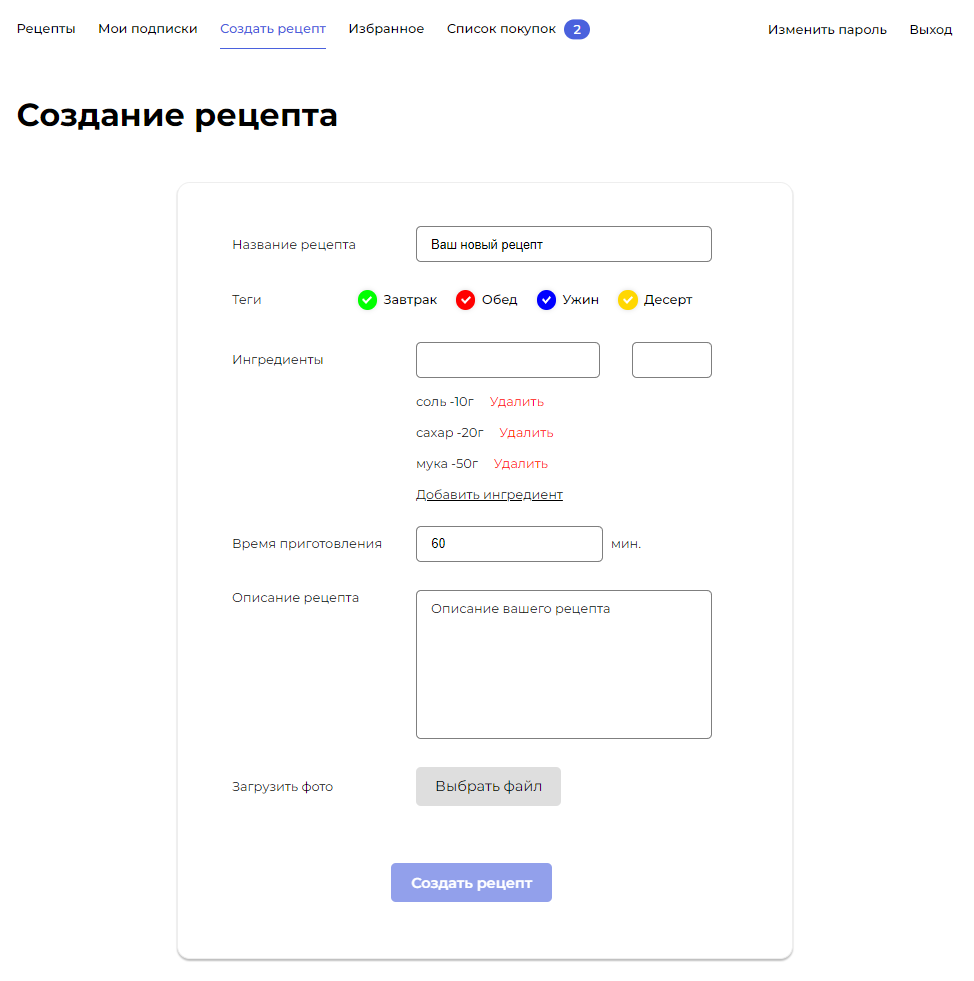 Рецепты Мои подписки Создать рецепт Избранное Список покупок 2 Изменить пароль Выход
Создание рецепта
Название рецепта Ваш новый рецепт
Теги Завтрак Обед Ужин Десерт
Ингредиенты
соль -10г Удалить
сахар -20г Удалить
мука -50г Удалить
Добавить ингредиент
Время приготовления 60 мин.
Описание рецепта Описание вашего рецепта
Загрузить фото Выбрать файл
Создать рецепт